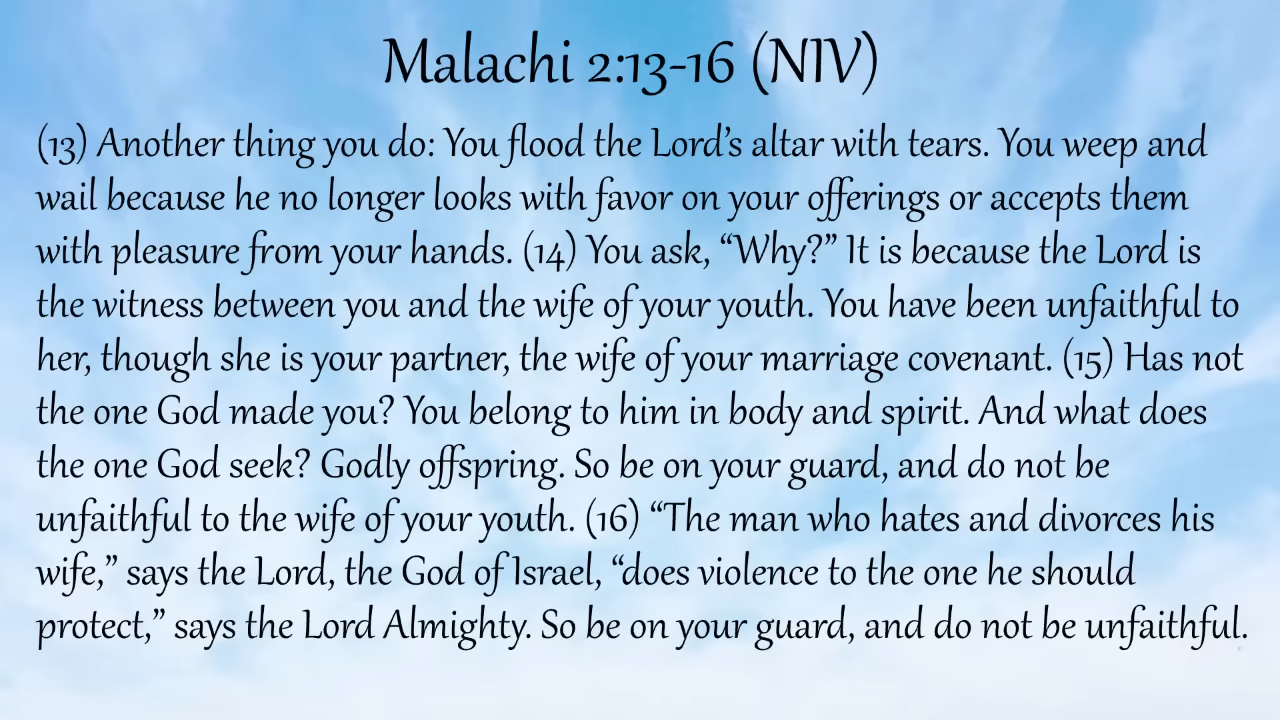 Malachi 2:13-16 (NIV)
(13) Another thing you do: You flood the Lord’s altar with tears. You weep and
wail because he no longer looks with favor on your offerings or accepts them
with pleasure from your hands. (14) You ask, “Why?” It is because the Lord is
the witness between you and the wife of your youth. You have been unfaithful to
her, though she is your partner, the wife of your marriage covenant. (15) Has not
the one God made you? You belong to him in body and spirit. And what does
the one God seek? Godly offspring. So be on your guard, and do not be
unfaithful to the wife of your youth. (16) “The man who hates and divorces his
wife,” says the Lord, the God of Israel, “does violence to the one he should
protect,” says the Lord Almighty. So be on your guard, and do not be unfaithful.